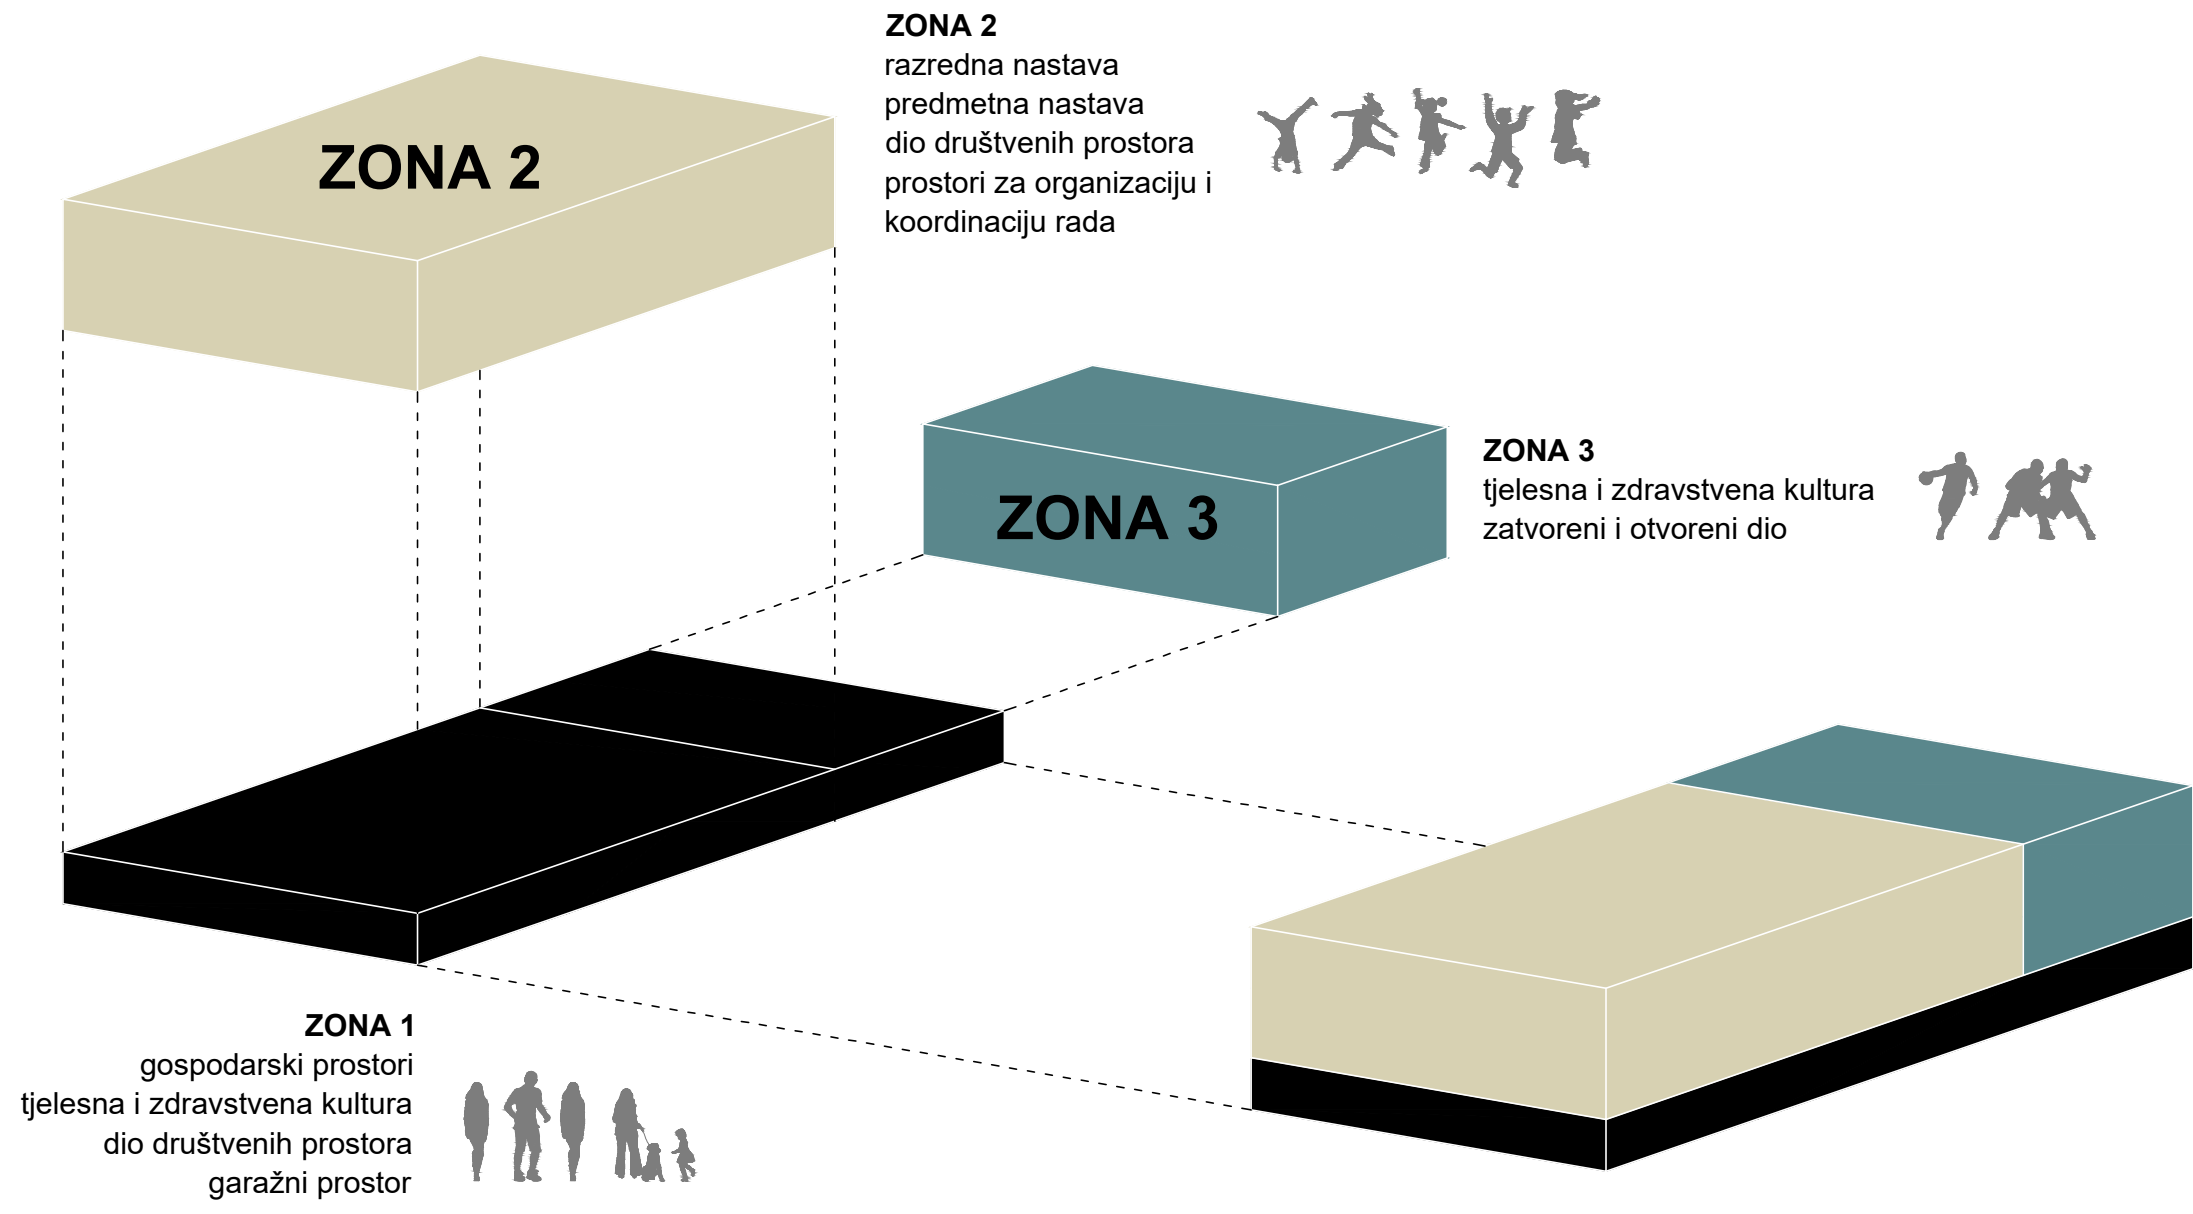 ZONA 2
razredna nastava
predmetna nastava
dio društvenih prostora
prostori za organizaciju i
koordinaciju rada
ZONA 2
ZONA 3
ZONA 3
tjelesna i zdravstvena kultura
zatvoreni i otvoreni dio
ZONA 1
gospodarski prostori
tjelesna i zdravstvena kultura
dio društvenih prostora
garažni prostor